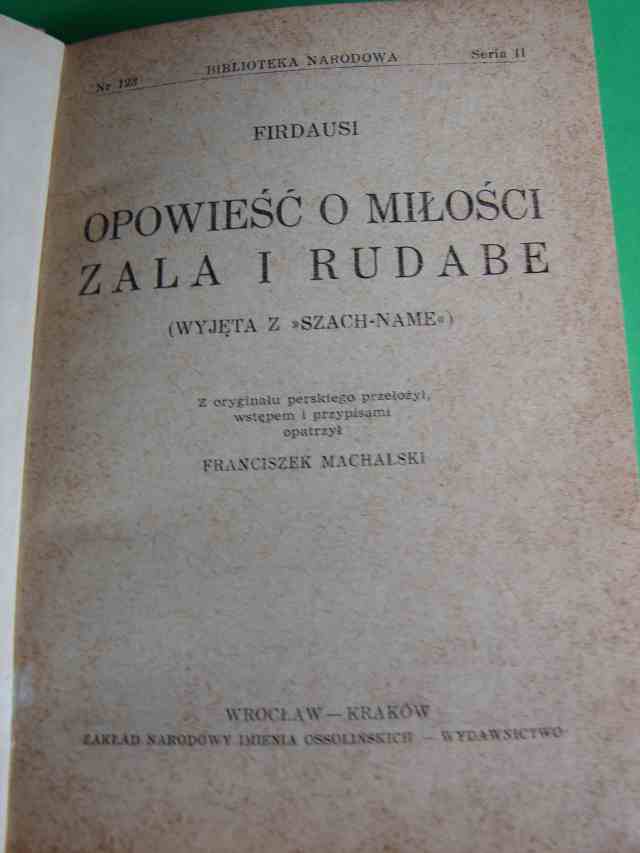 Nr 123 BIBLIOTEKA NARODOWA Seria II
FIRDAUSI
OPOWIEŚĆ O MIŁOŚCI
ZALA I RUDABE
(WYJĘTA Z »SZACH-NAME«)
Z oryginału perskiego przełożył,
wstępem i przypisami
opatrzył
FRANCISZEK MACHALSKI
WROCŁAW — KRAKÓW
ZAKŁAD NARODOWY IMIENIA OSSOLIŃSKICH — WYDAWNICTWO